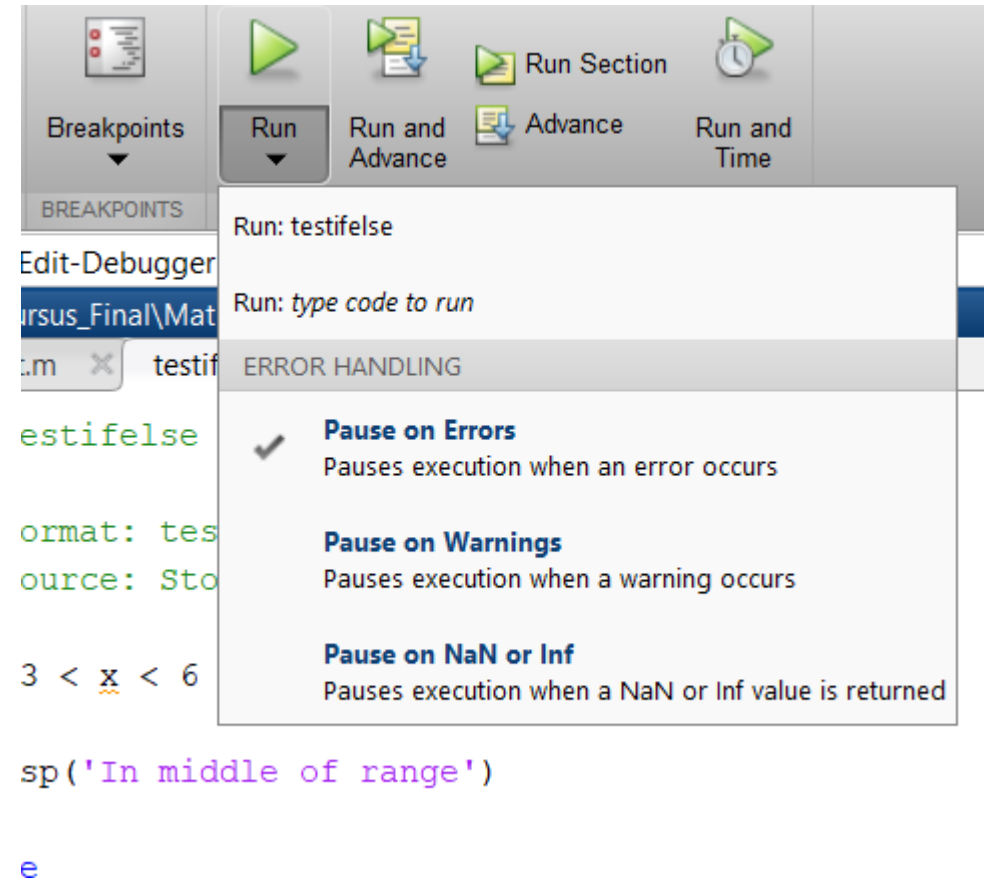 Breakpoints
Run
Run and
Advance
Run Section
Advance
Run and
Time
BREAKPOINTS
Run: testifelse
Edit-Debugger
Run: type code to run
ursus_Final\Mat
.m testif
ERROR HANDLING
Pause on Errors
Pauses execution when an error occurs
estifelse
Pause on Warnings
Pauses execution when a warning occurs
ormat: tes
ource: Sto
Pause on NaN or Inf
Pauses execution when a NaN or Inf value is returned
3 < x < 6
sp('In middle of range')
e